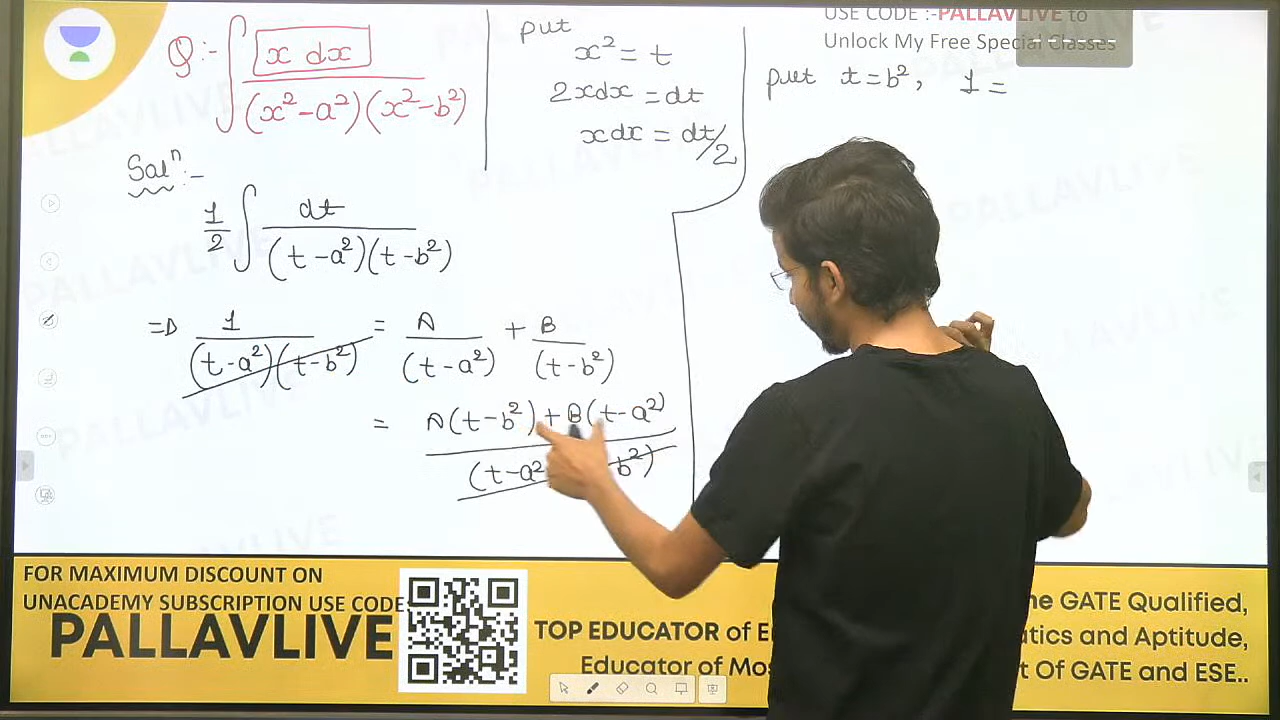 Q:- ∫ x dx / (x²-a²)(x²-b²)
put
x² = t
2xdx = dt
xdx = dt/2
USE CODE :-PALLAVLIVE to
Unlock My Free Special Classes
put t=b², 1 =
Solⁿ:-
1/2 ∫ dt / (t-a²)(t-b²)
⇒ 1 / (t-a²)(t-b²) = A / (t-a²) + B / (t-b²)
= A(t-b²)+B(t-a²) / (t-a² b²)
FOR MAXIMUM DISCOUNT ON
UNACADEMY SUBSCRIPTION USE CODE
PALLAVLIVE
TOP EDUCATOR of
Educator of
GATE Qualified,
and Aptitude,
Of GATE and ESE..
PALLAVLIVE